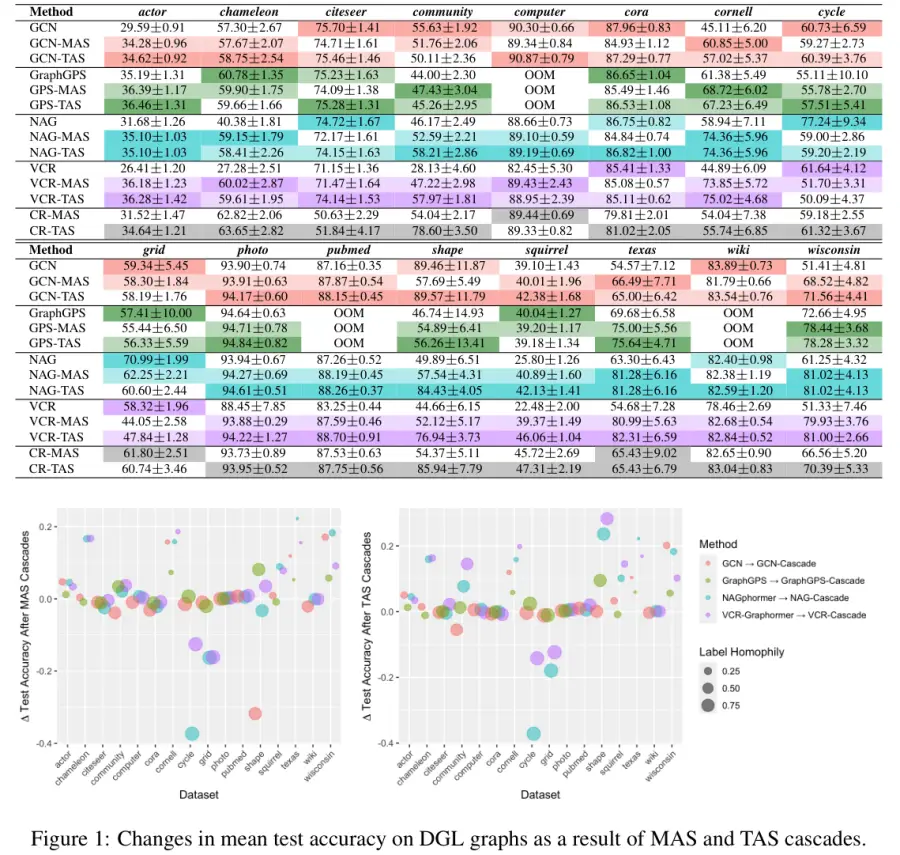 Method actor chameleon citeseer community computer cora cornell cycle
GCN 29.59±0.91 57.30±2.67 75.70±1.41 55.63±1.92 90.30±0.66 87.96±0.83 45.11±6.20 60.73±6.59
GCN-MAS 34.28±0.96 57.67±2.07 74.71±1.61 51.76±2.06 89.34±0.84 84.93±1.12 60.85±5.00 59.27±2.73
GCN-TAS 34.62±0.92 58.75±2.54 75.46±1.46 50.11±2.36 90.87±0.79 87.29±0.77 57.02±5.37 60.39±3.76
GraphGPS 35.19±1.31 60.78±1.35 75.23±1.63 44.00±2.30 OOM 86.65±1.04 61.38±5.49 55.11±10.10
GPS-MAS 36.39±1.17 59.90±1.75 74.09±1.38 47.43±3.04 OOM 85.49±1.46 68.72±6.02 55.78±2.70
GPS-TAS 36.46±1.31 59.66±1.66 75.28±1.31 45.26±2.95 OOM 86.53±1.08 67.23±6.49 57.51±5.41
NAG 31.68±1.26 40.38±1.81 74.72±1.67 46.17±2.49 88.66±0.73 86.75±0.82 58.94±7.11 77.24±9.34
NAG-MAS 35.10±1.03 59.15±1.79 72.17±1.61 52.59±2.21 89.10±0.59 84.84±0.74 74.36±5.96 59.00±2.86
NAG-TAS 35.10±1.03 58.41±2.26 74.15±1.63 58.21±2.86 89.19±0.69 86.82±1.00 74.36±5.96 59.20±2.19
VCR 26.41±1.20 27.28±2.51 71.15±1.36 28.13±4.60 82.45±5.30 85.41±1.33 44.89±6.09 61.64±4.12
VCR-MAS 36.18±1.23 60.02±2.87 71.47±1.64 47.22±2.98 89.43±2.43 85.08±0.57 73.85±5.72 51.70±3.31
VCR-TAS 36.28±1.42 59.61±1.95 74.14±1.53 57.97±1.81 88.95±2.39 85.11±0.62 75.02±4.68 50.09±4.37
CR-MAS 31.52±1.47 62.82±2.06 50.63±2.29 54.04±2.17 89.44±0.69 79.81±2.01 54.04±7.38 59.18±2.55
CR-TAS 34.64±1.21 63.65±2.82 51.84±4.17 78.60±3.50 89.33±0.82 81.02±2.05 55.74±6.85 61.32±3.67
Method grid photo pubmed shape squirrel texas wiki wisconsin
GCN 59.34±5.45 93.90±0.74 87.16±0.35 89.46±11.87 39.10±1.43 54.57±7.12 83.89±0.73 51.41±4.81
GCN-MAS 58.30±1.84 93.91±0.63 87.87±0.54 57.69±5.49 40.01±1.96 66.49±7.71 81.79±0.66 68.52±4.82
GCN-TAS 58.19±1.76 94.17±0.60 88.15±0.45 89.57±11.79 42.38±1.68 65.00±6.42 83.54±0.76 71.56±4.41
GraphGPS 57.41±10.00 94.64±0.63 OOM 46.74±14.93 40.04±1.27 69.68±6.58 OOM 72.66±4.95
GPS-MAS 55.44±6.50 94.71±0.78 OOM 54.89±6.41 39.20±1.17 75.00±5.56 OOM 78.44±3.68
GPS-TAS 56.33±5.59 94.84±0.82 OOM 56.26±13.41 39.18±1.34 75.64±4.71 OOM 78.28±3.32
NAG 70.99±1.99 93.94±0.67 87.26±0.52 49.89±6.51 25.80±1.26 63.30±6.43 82.40±0.98 61.25±4.32
NAG-MAS 62.25±2.21 94.27±0.69 88.19±0.45 57.54±4.31 40.89±1.60 81.28±6.16 82.38±1.19 81.02±4.13
NAG-TAS 60.60±2.44 94.61±0.51 88.26±0.37 84.43±4.05 42.13±1.41 81.28±6.16 82.59±1.20 81.02±4.13
VCR 58.32±1.96 88.45±7.85 83.25±0.44 44.66±6.15 22.48±2.00 54.68±7.28 78.46±2.69 51.33±7.46
VCR-MAS 44.05±2.58 93.88±0.29 87.59±0.46 52.12±5.17 39.37±1.49 80.99±5.63 82.68±0.54 79.93±3.76
VCR-TAS 47.84±1.28 94.22±1.27 88.70±0.91 76.94±3.73 46.06±1.04 82.31±6.59 82.84±0.52 81.00±2.66
CR-MAS 61.80±2.51 93.73±0.89 87.53±0.63 54.37±5.11 45.72±2.69 65.43±9.02 82.65±0.90 66.56±5.20
CR-TAS 60.74±3.46 93.95±0.52 87.75±0.56 85.94±7.79 47.31±2.19 65.43±6.79 83.04±0.83 70.39±5.33
Δ Test Accuracy After MAS Cascades
0.2
0.0
-0.2
-0.4
actor chameleon citeseer community computer cora cornell cycle grid photo pubmed shape squirrel texas wiki wisconsin
Dataset
Δ Test Accuracy After TAS Cascades
0.2
0.0
-0.2
-0.4
actor chameleon citeseer community computer cora cornell cycle grid photo pubmed shape squirrel texas wiki wisconsin
Dataset
Method
GCN → GCN-Cascade
GraphGPS → GraphGPS-Cascade
NAGphormer → NAG-Cascade
VCR-Graphormer → VCR-Cascade
Label Homophily
0.25
0.50
0.75
Figure 1: Changes in mean test accuracy on DGL graphs as a result of MAS and TAS cascades.